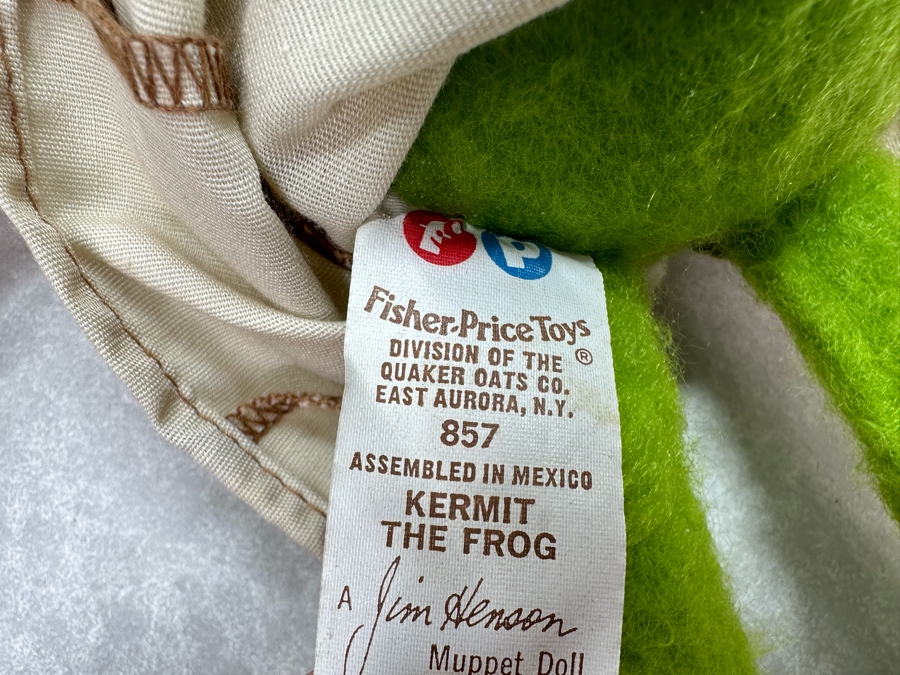 FP
Fisher-Price Toys®
DIVISION OF THE
QUAKER OATS CO.
EAST AURORA, N.Y.
857
ASSEMBLED IN MEXICO
KERMIT
THE FROG
A Jim Henson
Muppet Doll